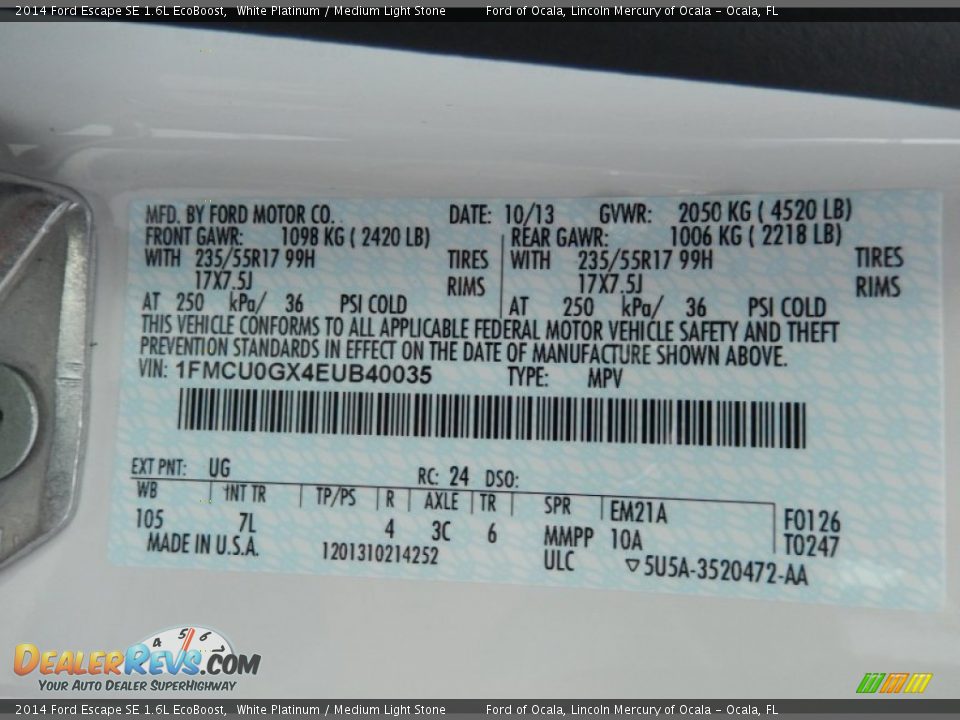 2014 Ford Escape SE 1.6L EcoBoost, White Platinum / Medium Light Stone Ford of Ocala, Lincoln Mercury of Ocala - Ocala, FL
MFD. BY FORD MOTOR CO. DATE: 10/13 GVWR: 2050 KG ( 4520 LB)
FRONT GAWR: 1098 KG ( 2420 LB) REAR GAWR: 1006 KG ( 2218 LB)
WITH 235/55R17 99H TIRES WITH 235/55R17 99H TIRES
17X7.5J RIMS 17X7.5J RIMS
AT 250 kPa/ 36 PSI COLD AT 250 kPa/ 36 PSI COLD
THIS VEHICLE CONFORMS TO ALL APPLICABLE FEDERAL MOTOR VEHICLE SAFETY AND THEFT
PREVENTION STANDARDS IN EFFECT ON THE DATE OF MANUFACTURE SHOWN ABOVE.
VIN: 1FMCU0GX4EUB40035 TYPE: MPV
EXT PNT: UG RC: 24 DSO:
WB INT TR TP/PS R AXLE TR SPR EM21A F0126
105 7L 4 3C 6 MMPP 10A T0247
MADE IN U.S.A. 1201310214252 ULC ▽5U5A-3520472-AA
4 5 6 7
DEALERREVS.COM
YOUR AUTO DEALER SUPERHIGHWAY
2014 Ford Escape SE 1.6L EcoBoost, White Platinum / Medium Light Stone Ford of Ocala, Lincoln Mercury of Ocala - Ocala, FL